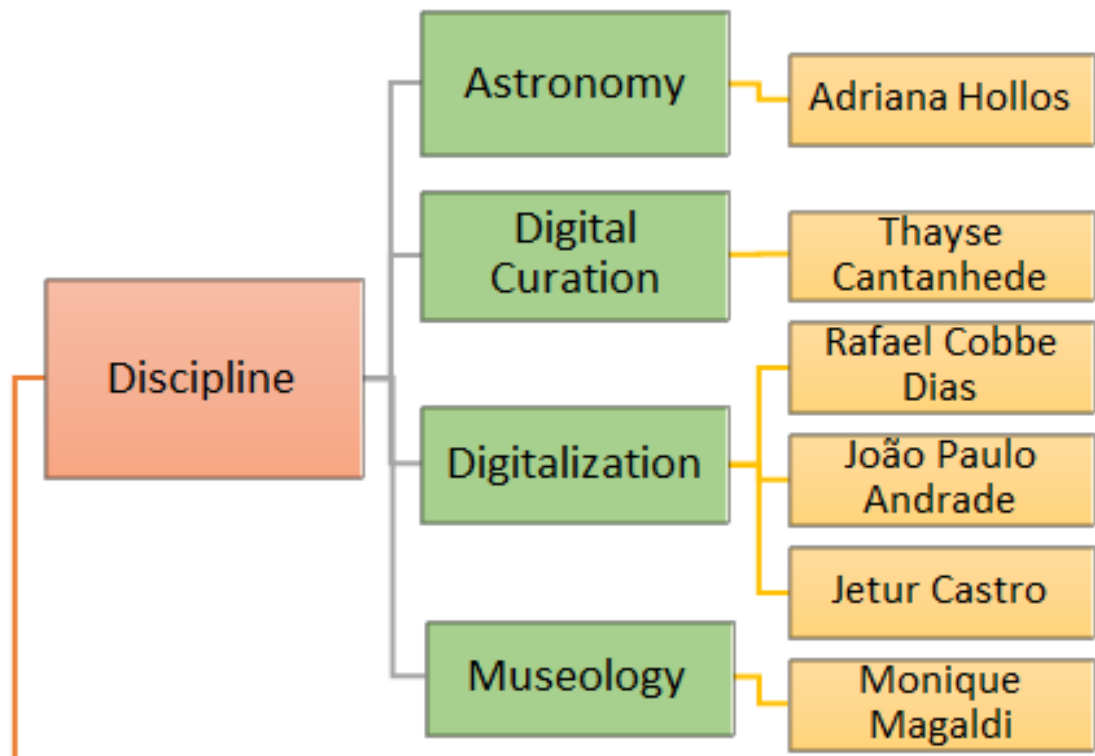 Astronomy
Adriana Hollos
Digital
Curation
Thayse
Cantanhede
Discipline
Digitalization
Rafael Cobbe
Dias
João Paulo
Andrade
Jetur Castro
Museology
Monique
Magaldi